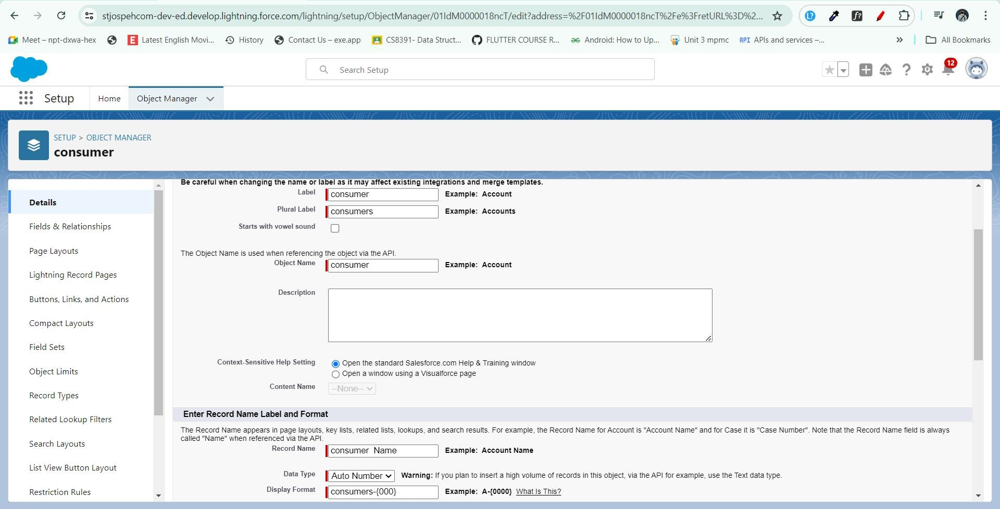 stjospehcom-dev-ed.develop.lightning.force.com/lightning/setup/ObjectManager/01IdM0000018ncT/edit?address=%2F01IdM0000018ncT%2Fe%3FretURL%3D%2...
Meet – npt-dxwa-hex
Latest English Movi...
History
Contact Us – exe.app
CS8391- Data Struct...
FLUTTER COURSE R...
Android: How to Up...
Unit 3 mpmc
API APIs and services –...
»
All Bookmarks
Search Setup
12
Setup
Home
Object Manager
SETUP > OBJECT MANAGER
consumer
Details
Fields & Relationships
Page Layouts
Lightning Record Pages
Buttons, Links, and Actions
Compact Layouts
Field Sets
Object Limits
Record Types
Related Lookup Filters
Search Layouts
List View Button Layout
Restriction Rules
Be careful when changing the name or label as it may affect existing integrations and merge templates.
Label consumer Example: Account
Plural Label consumers Example: Accounts
Starts with vowel sound
The Object Name is used when referencing the object via the API.
Object Name consumer Example: Account
Description
Context-Sensitive Help Setting Open the standard Salesforce.com Help & Training window
Open a window using a Visualforce page
Content Name --None--
Enter Record Name Label and Format
The Record Name appears in page layouts, key lists, related lists, lookups, and search results. For example, the Record Name for Account is "Account Name" and for Case it is "Case Number". Note that the Record Name field is always
called "Name" when referenced via the API.
Record Name consumer Name Example: Account Name
Data Type Auto Number Warning: If you plan to insert a high volume of records in this object, via the API for example, use the Text data type.
Display Format consumers-{000} Example: A-{0000} What Is This?